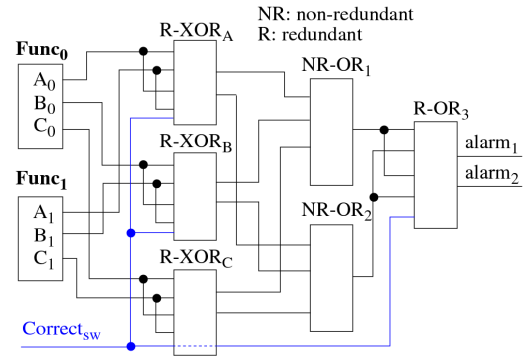 NR: non-redundant
R: redundant
R-XOR_A
Func_0
A_0
B_0
C_0
NR-OR_1
R-OR_3
alarm_1
alarm_2
R-XOR_B
Func_1
A_1
B_1
C_1
NR-OR_2
R-XOR_C
Correct_sw